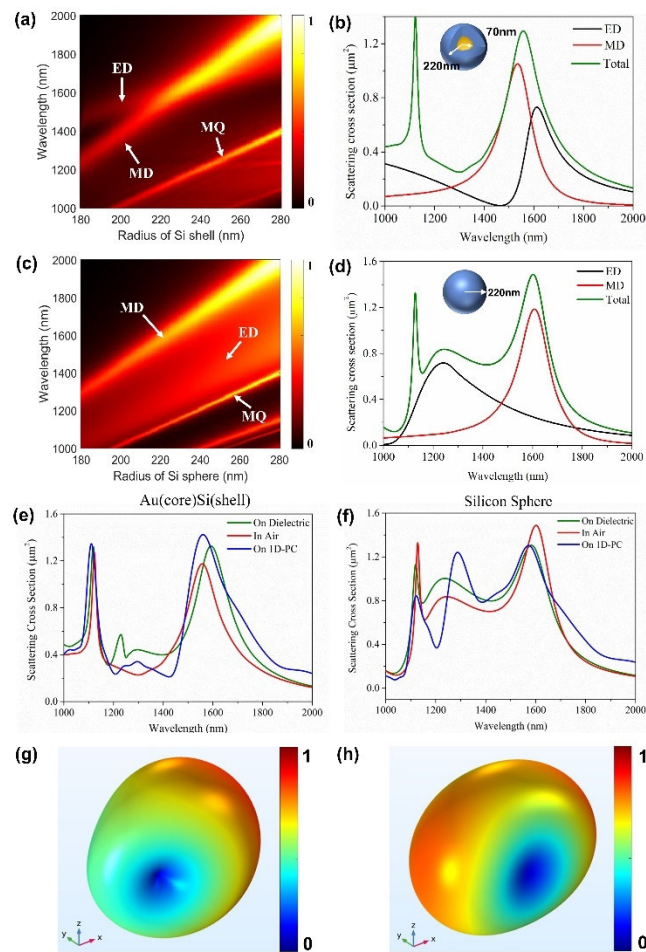 (a)
2000
1800
1600
1400
1200
1000
Wavelength (nm)
ED
MD
MQ
180 200 220 240 260 280
Radius of Si shell (nm)
1
0
(b)
1.4
1.2
0.8
0.4
0.0
Scattering cross section (μm²)
70nm
220nm
ED
MD
Total
1000 1200 1400 1600 1800 2000
Wavelength (nm)
(c)
2000
1800
1600
1400
1200
1000
Wavelength (nm)
MD
ED
MQ
180 200 220 240 260 280
Radius of Si sphere (nm)
1
0
(d)
1.6
1.2
0.8
0.4
0.0
Scattering cross section (μm²)
220nm
ED
MD
Total
1000 1200 1400 1600 1800 2000
Wavelength (nm)
(e)
Au(core)Si(shell)
1.6
1.2
0.8
0.4
0.0
Scattering Cross Section (μm²)
On Dielectric
In Air
On 1D-PC
1000 1200 1400 1600 1800 2000
Wavelength (nm)
(f)
Silicon Sphere
1.6
1.2
0.8
0.4
0.0
Scattering Cross Section (μm²)
On Dielectric
In Air
On 1D-PC
1000 1200 1400 1600 1800 2000
Wavelength (nm)
(g)
1
0
z
y x
(h)
1
0
z
y x